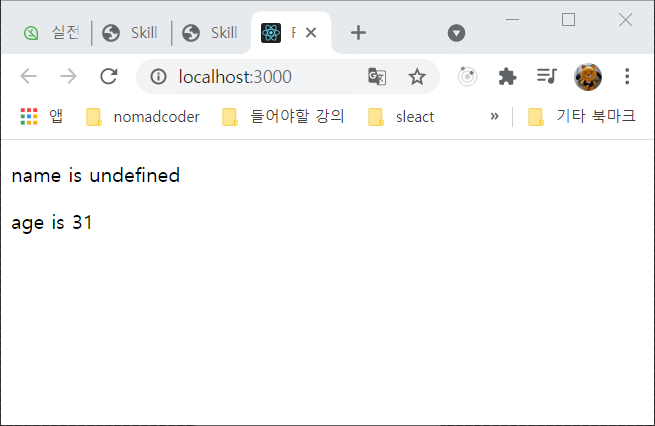 실전 Skill Skill
localhost:3000
앱 nomadcoder 들어야할 강의 sleact » 기타 북마크
name is undefined
age is 31